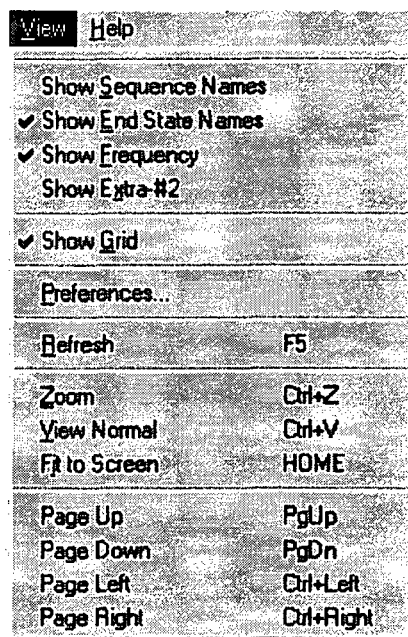 View Help
Show Sequence Names
Show End State Names
Show Frequency
Show Extra-#2
Show Grid
Preferences...
Refresh F5
Zoom Ctrl+Z
View Normal Ctrl+V
Fit to Screen HOME
Page Up PgUp
Page Down PgDn
Page Left Ctrl+Left
Page Right Ctrl+Right